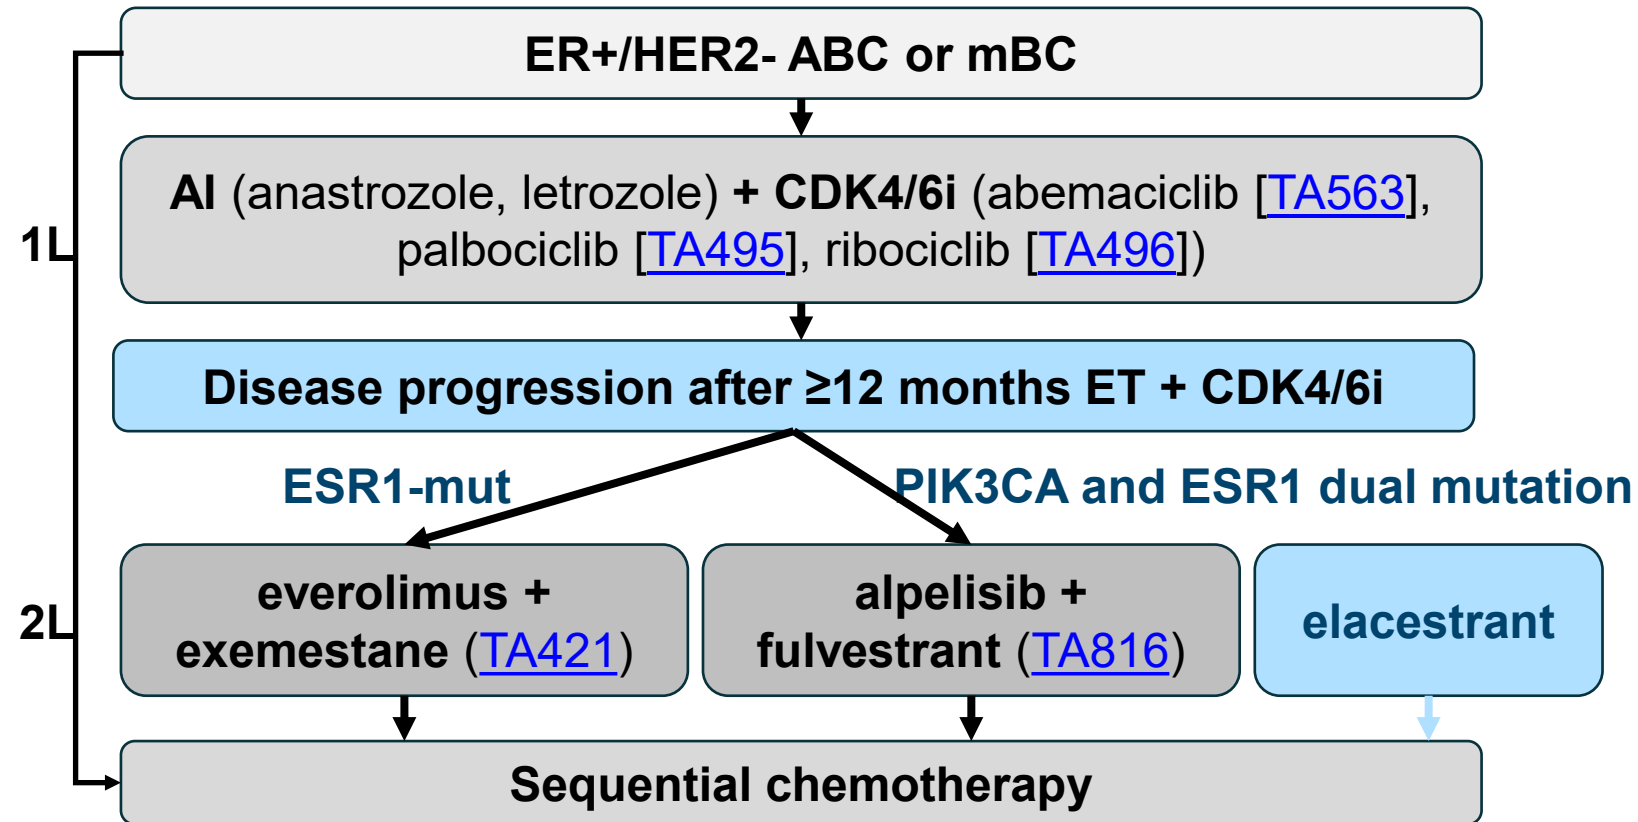 ER+/HER2- ABC or mBC
AI (anastrozole, letrozole) + CDK4/6i (abemaciclib [TA563],
palbociclib [TA495], ribociclib [TA496])
1L
Disease progression after ≥12 months ET + CDK4/6i
ESR1-mut
PIK3CA and ESR1 dual mutation
2L
everolimus +
exemestane (TA421)
alpelisib +
fulvestrant (TA816)
elacestrant
Sequential chemotherapy